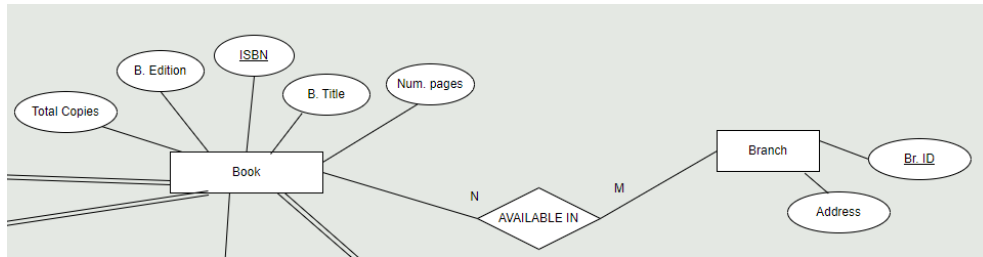 ISBN
B. Edition
B. Title
Num. pages
Total Copies
Book
Branch
Br. ID
N
M
AVAILABLE IN
Address